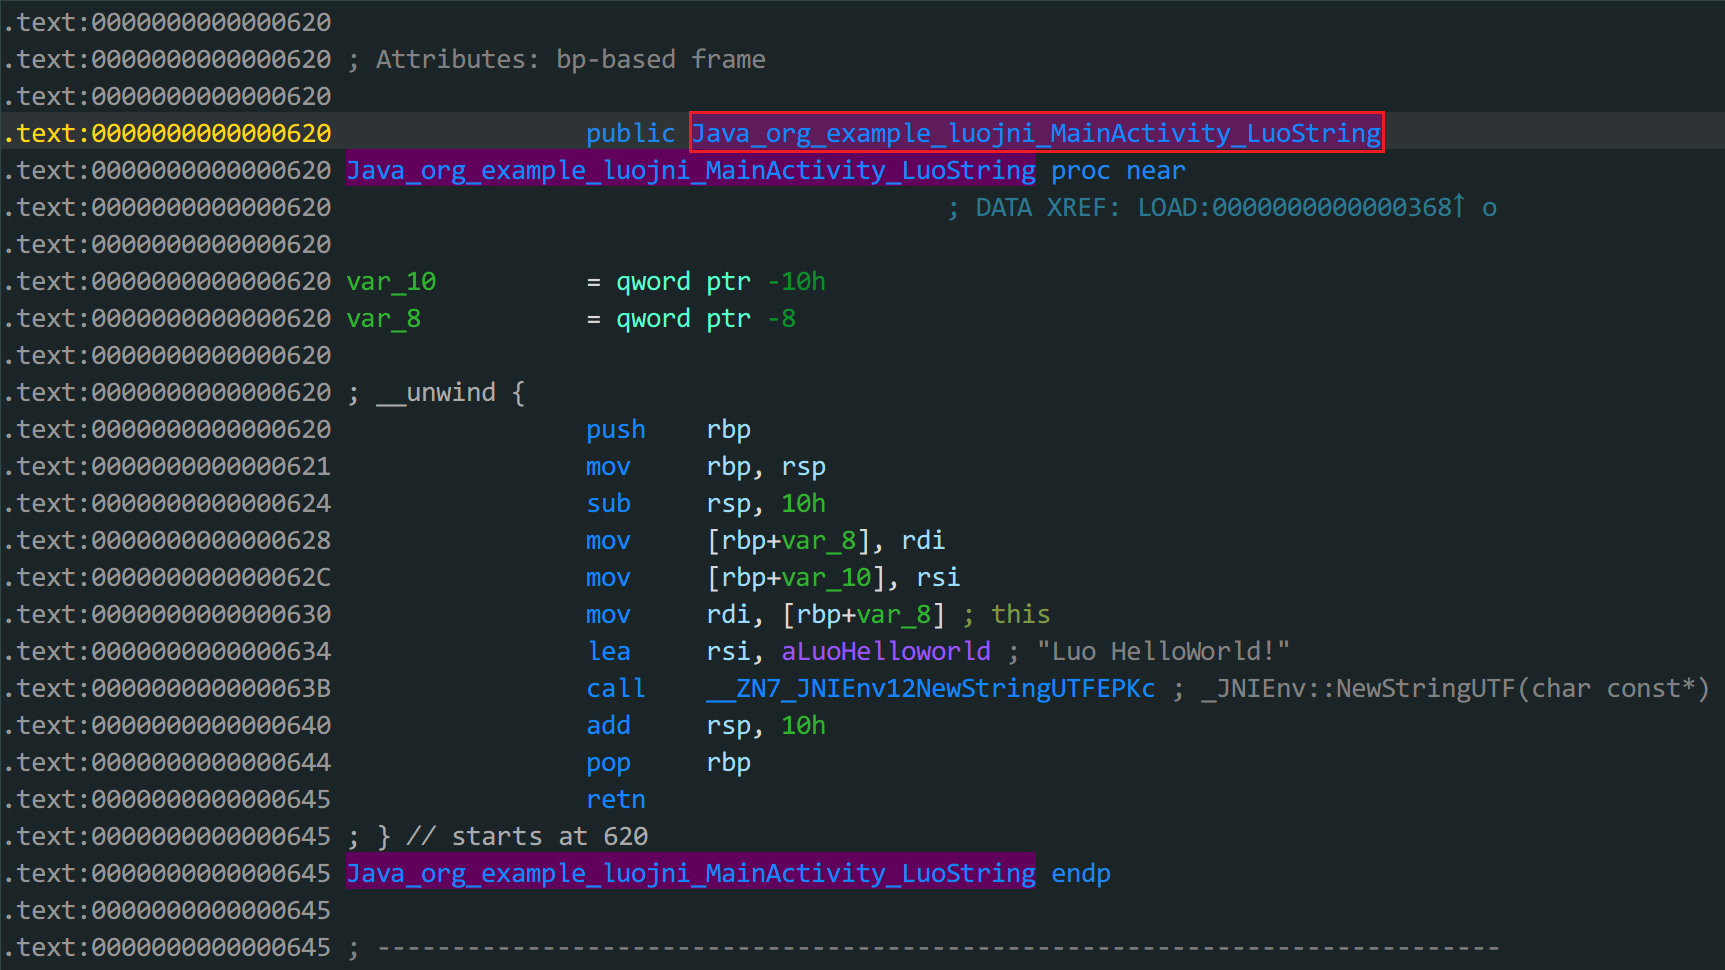 .text:0000000000000620
.text:0000000000000620 ; Attributes: bp-based frame
.text:0000000000000620
.text:0000000000000620                 public Java_org_example_luojni_MainActivity_LuoString
.text:0000000000000620 Java_org_example_luojni_MainActivity_LuoString proc near
.text:0000000000000620                                         ; DATA XREF: LOAD:0000000000000368↑ o
.text:0000000000000620
.text:0000000000000620 var_10          = qword ptr -10h
.text:0000000000000620 var_8           = qword ptr -8
.text:0000000000000620
.text:0000000000000620 ; __unwind {
.text:0000000000000620                 push    rbp
.text:0000000000000621                 mov     rbp, rsp
.text:0000000000000624                 sub     rsp, 10h
.text:0000000000000628                 mov     [rbp+var_8], rdi
.text:000000000000062C                 mov     [rbp+var_10], rsi
.text:0000000000000630                 mov     rdi, [rbp+var_8] ; this
.text:0000000000000634                 lea     rsi, aLuoHelloworld ; "Luo HelloWorld!"
.text:000000000000063B                 call    __ZN7_JNIEnv12NewStringUTFEPKc ; _JNIEnv::NewStringUTF(char const*)
.text:0000000000000640                 add     rsp, 10h
.text:0000000000000644                 pop     rbp
.text:0000000000000645                 retn
.text:0000000000000645 ; } // starts at 620
.text:0000000000000645 Java_org_example_luojni_MainActivity_LuoString endp
.text:0000000000000645
.text:0000000000000645 ; ---------------------------------------------------------------------------